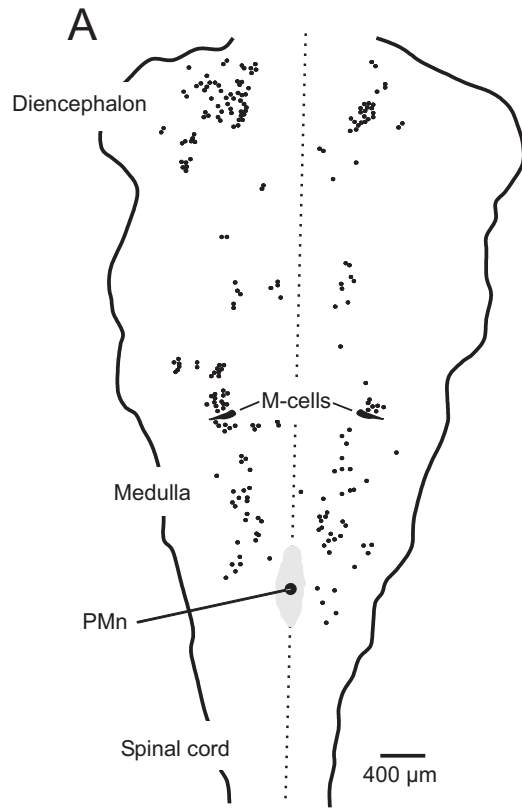 A
Diencephalon
M-cells
Medulla
PMn
Spinal cord
400 μm